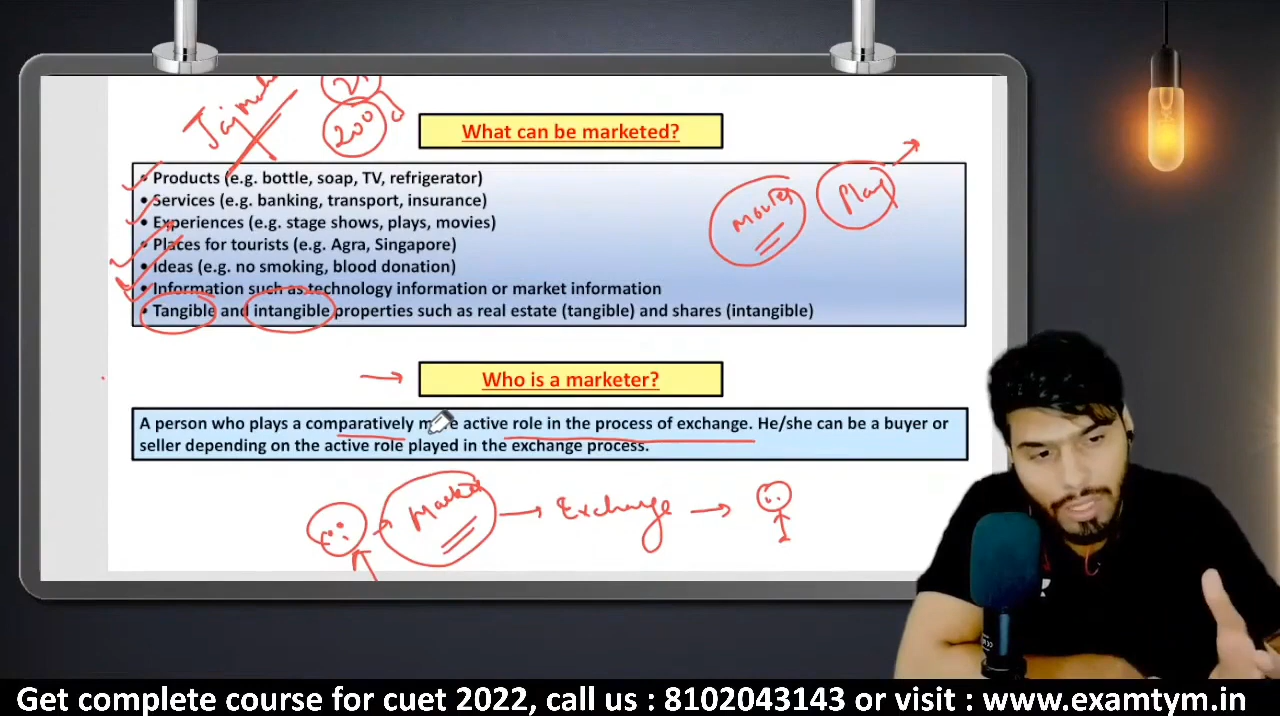 Tajmah
200
What can be marketed?
• Products (e.g. bottle, soap, TV, refrigerator)
• Services (e.g. banking, transport, insurance)
• Experiences (e.g. stage shows, plays, movies)
• Places for tourists (e.g. Agra, Singapore)
• Ideas (e.g. no smoking, blood donation)
• Information such as technology information or market information
• Tangible and intangible properties such as real estate (tangible) and shares (intangible)
Movies Play
Who is a marketer?
A person who plays a comparatively more active role in the process of exchange. He/she can be a buyer or
seller depending on the active role played in the exchange process.
Market → Exchange →
Get complete course for cuet 2022, call us : 8102043143 or visit : www.examtym.in